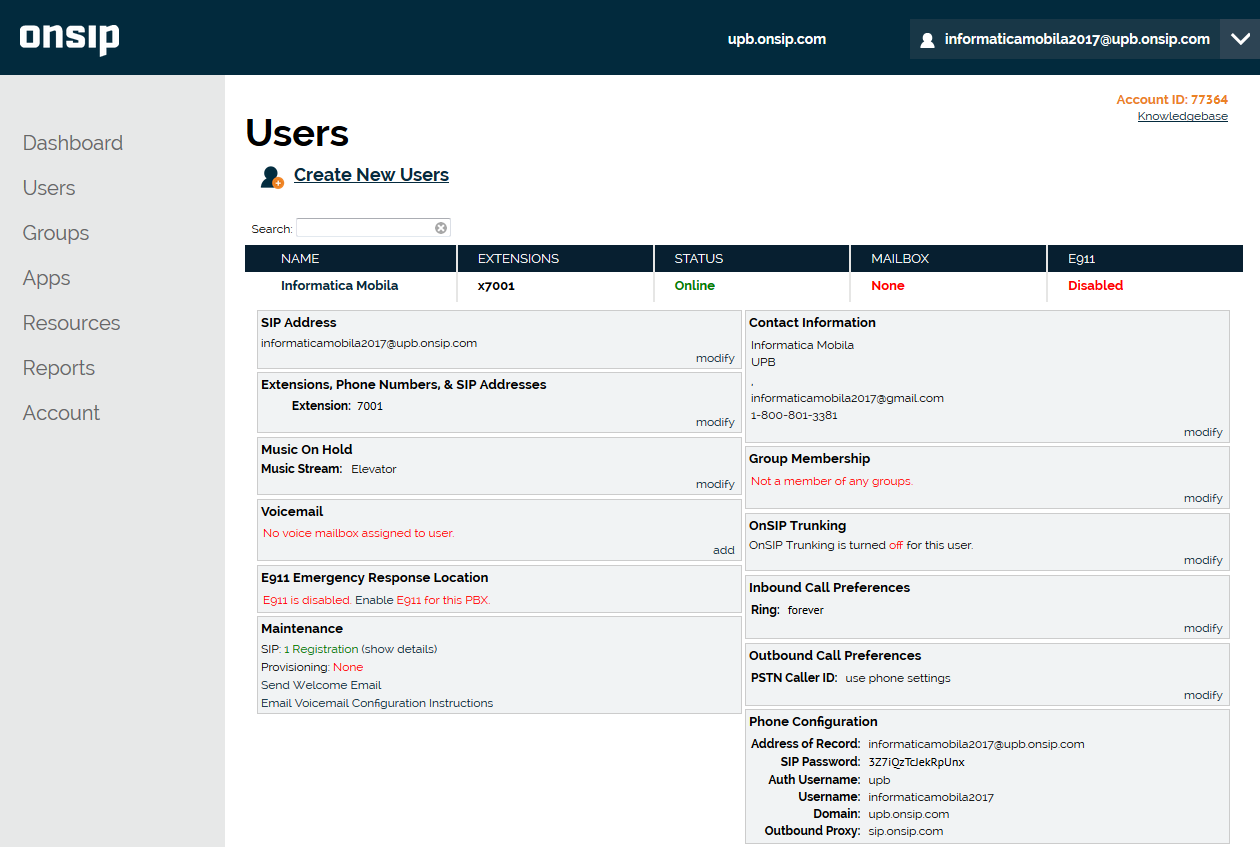 onsip
upb.onsip.com
informaticamobila2017@upb.onsip.com
Account ID: 77364
Knowledgebase
Dashboard
Users
Groups
Apps
Resources
Reports
Account
Users
Create New Users
Search:
NAME EXTENSIONS STATUS MAILBOX E911
Informatica Mobila x7001 Online None Disabled
SIP Address
informaticamobila2017@upb.onsip.com
modify
Extensions, Phone Numbers, & SIP Addresses
Extension: 7001
modify
Music On Hold
Music Stream: Elevator
modify
Voicemail
No voice mailbox assigned to user.
add
E911 Emergency Response Location
E911 is disabled. Enable E911 for this PBX.
Maintenance
SIP: 1 Registration (show details)
Provisioning: None
Send Welcome Email
Email Voicemail Configuration Instructions
Contact Information
Informatica Mobila
UPB
,
informaticamobila2017@gmail.com
1-800-801-3381
modify
Group Membership
Not a member of any groups.
modify
OnSIP Trunking
OnSIP Trunking is turned off for this user.
modify
Inbound Call Preferences
Ring: forever
modify
Outbound Call Preferences
PSTN Caller ID: use phone settings
modify
Phone Configuration
Address of Record: informaticamobila2017@upb.onsip.com
SIP Password: 3Z7iQzTcJekRpUnx
Auth Username: upb
Username: informaticamobila2017
Domain: upb.onsip.com
Outbound Proxy: sip.onsip.com